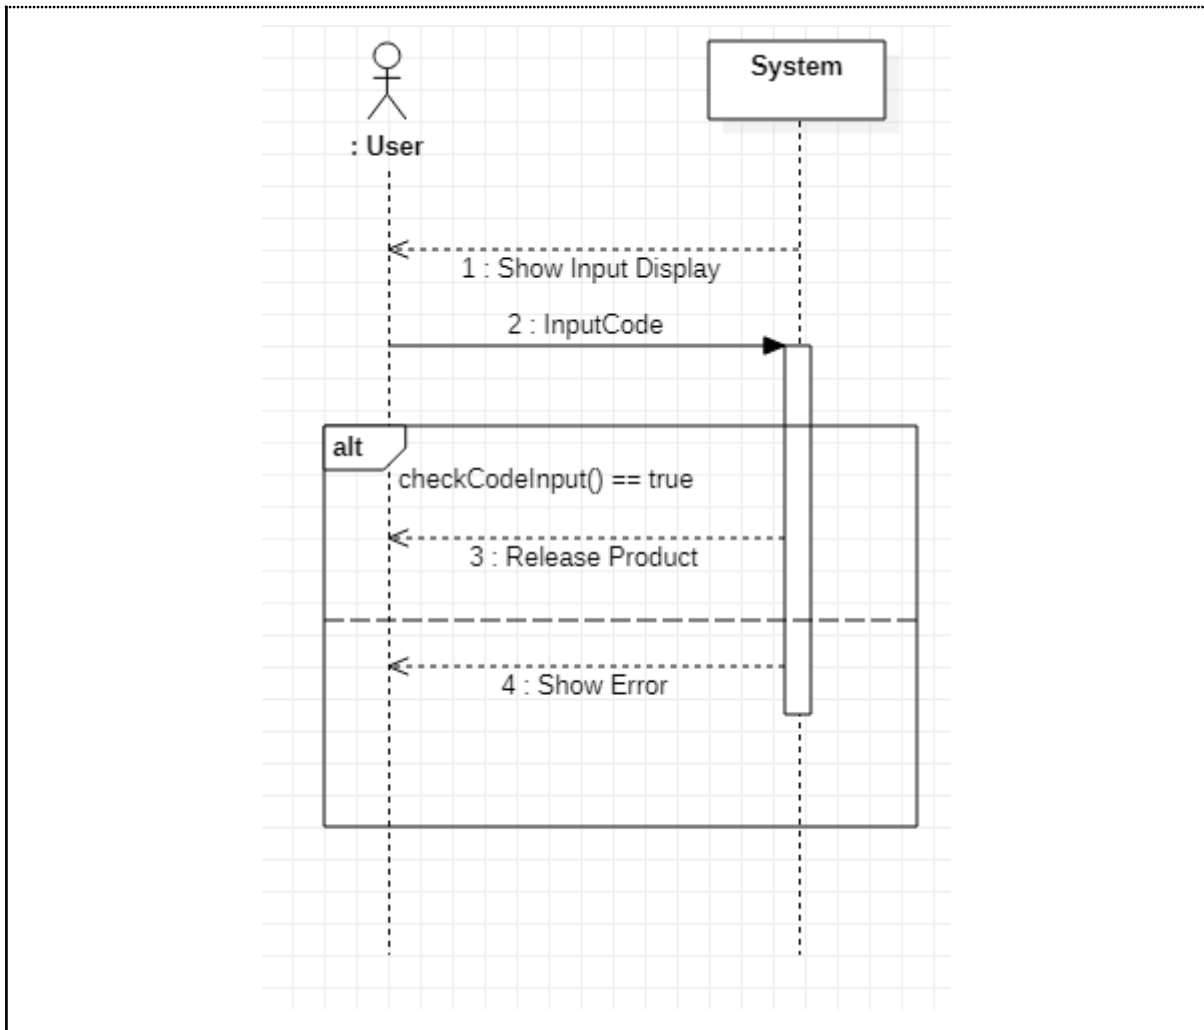 System
: User
1 : Show Input Display
2 : InputCode
alt
checkCodeInput() == true
3 : Release Product
4 : Show Error